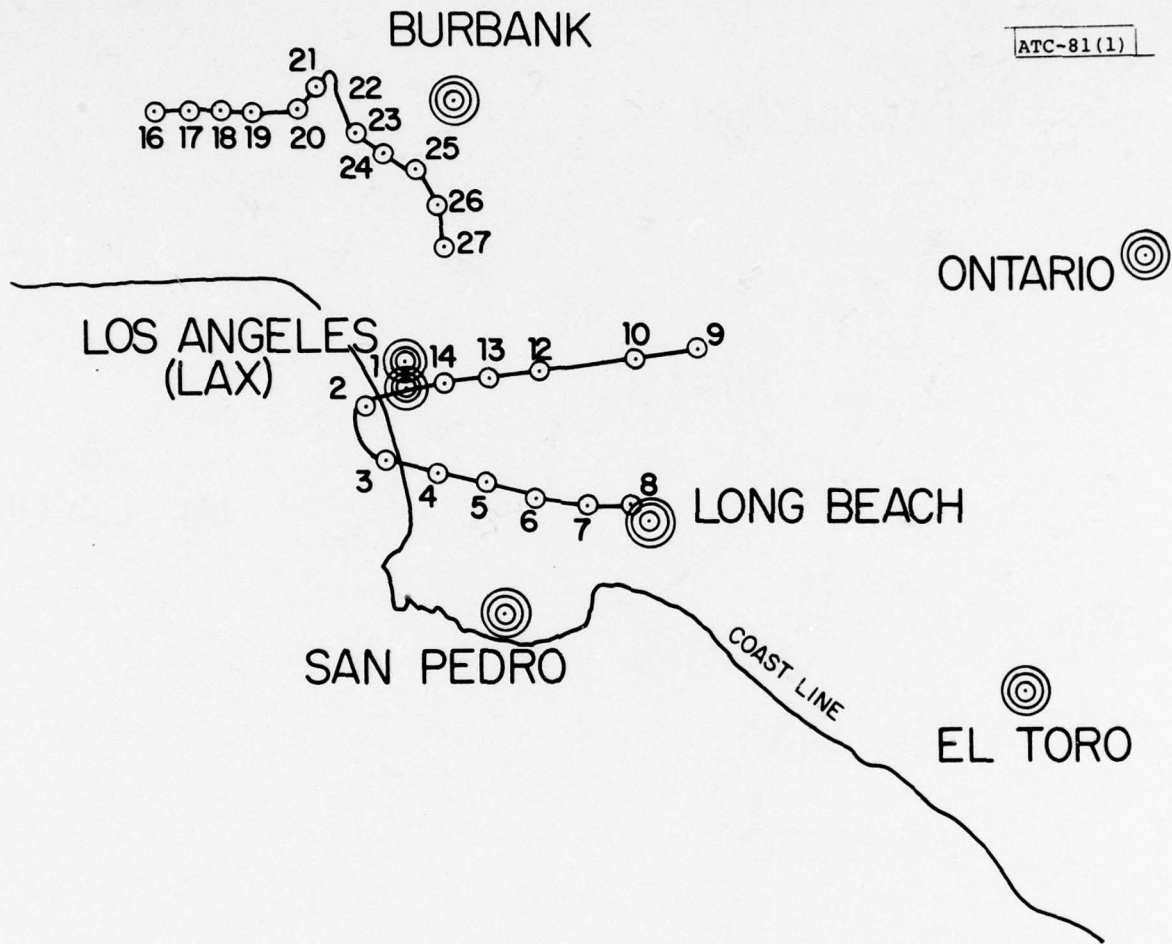 BURBANK
ATC-81(1)
21
22
16
17
18
19
20
23
24
25
26
27
ONTARIO
LOS ANGELES
(LAX)
1
14
13
12
10
9
2
3
4
5
6
7
8
LONG BEACH
SAN PEDRO
COAST LINE
EL TORO